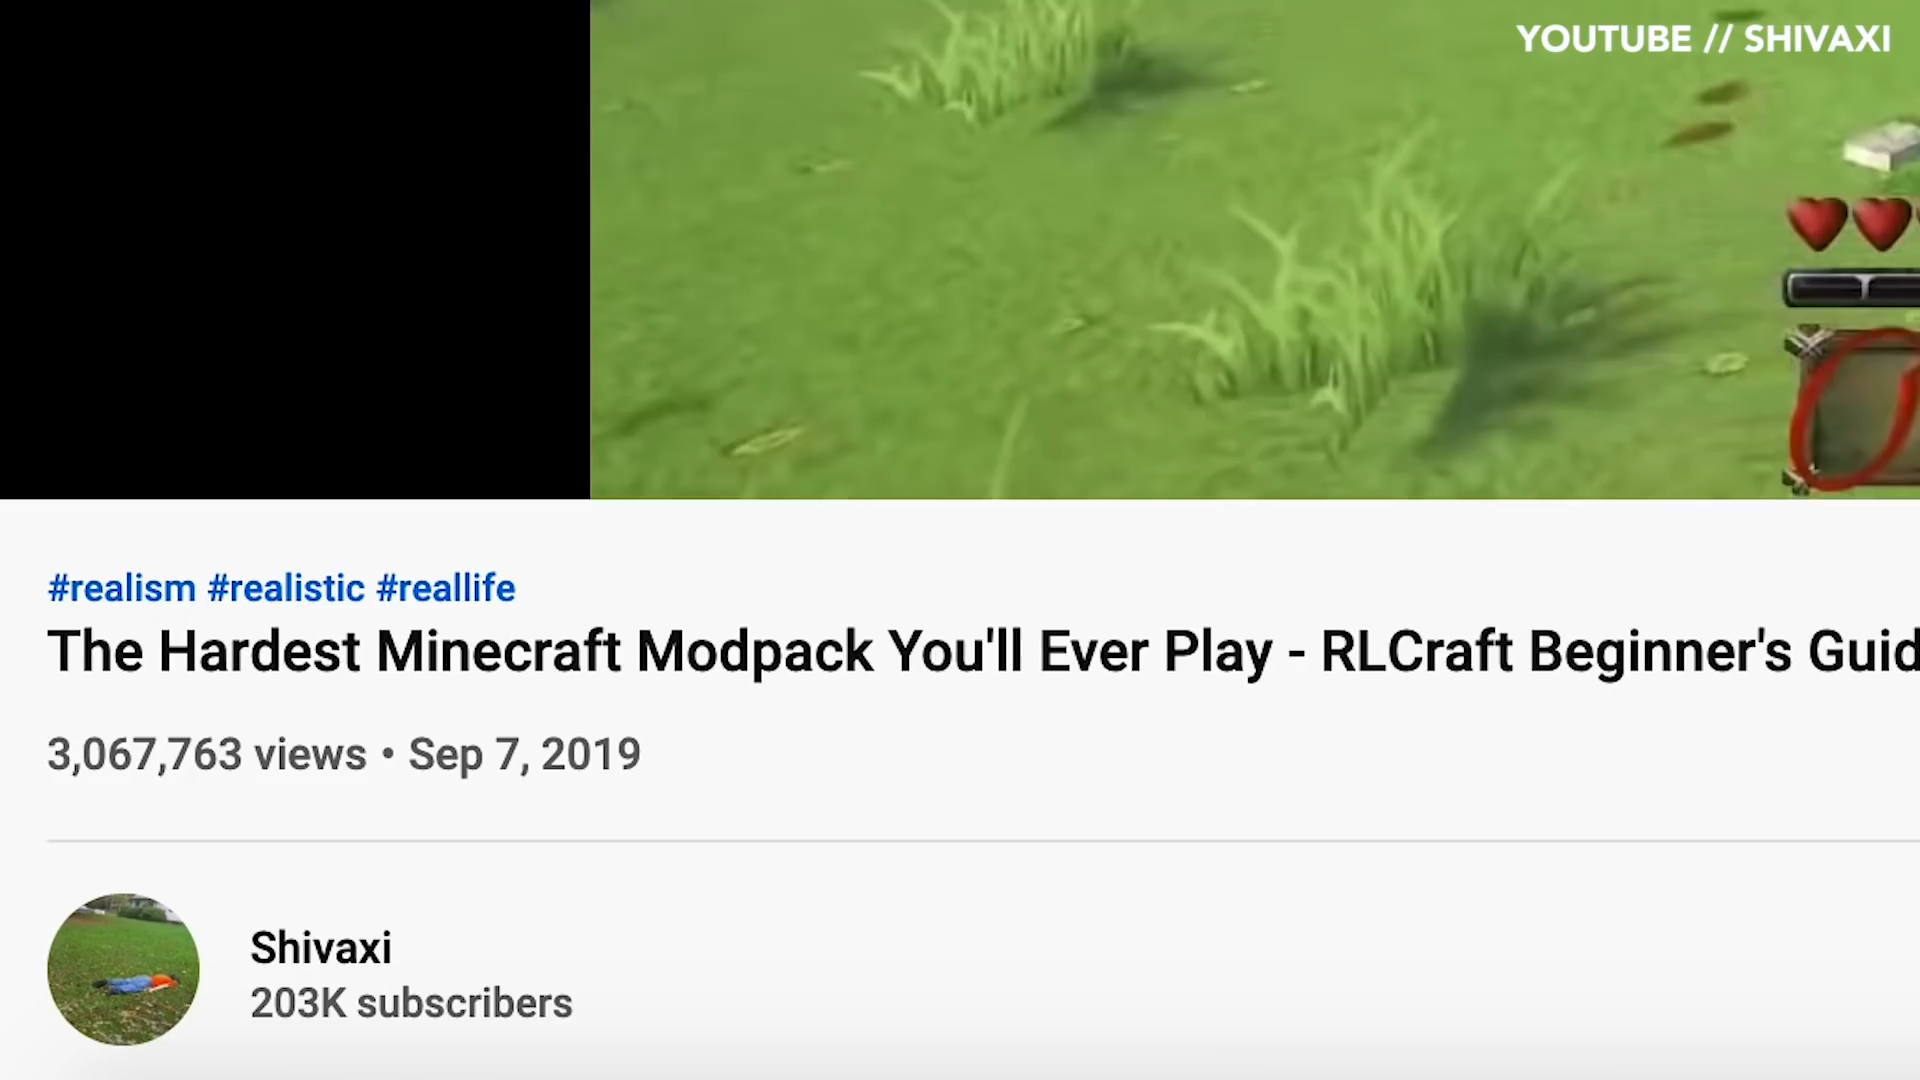 YOUTUBE // SHIVAXI
#realism #realistic #reallife
The Hardest Minecraft Modpack You'll Ever Play - RLCraft Beginner's Guid
3,067,763 views • Sep 7, 2019
Shivaxi
203K subscribers